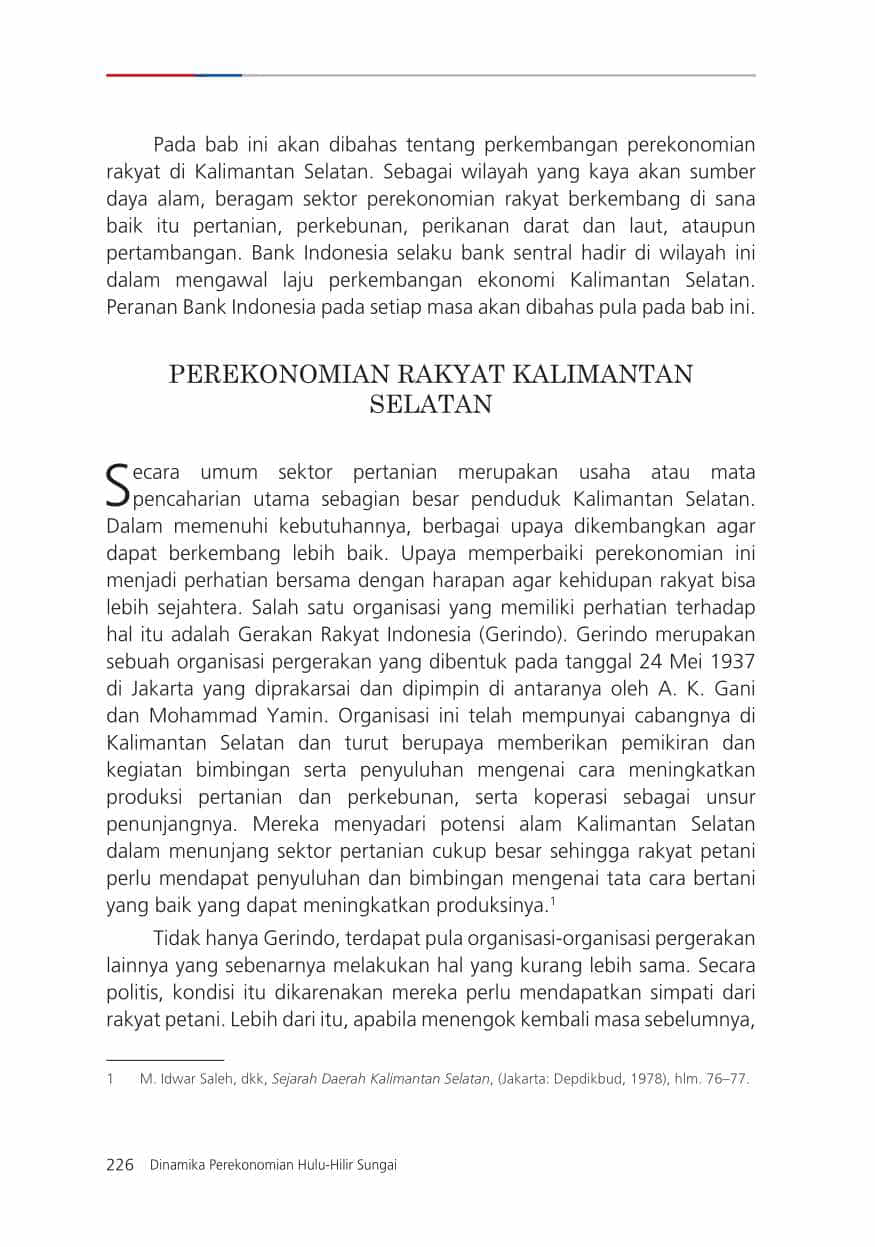 Pada bab ini akan dibahas tentang perkembangan perekonomian
rakyat di Kalimantan Selatan. Sebagai wilayah yang kaya akan sumber
daya alam, beragam sektor perekonomian rakyat berkembang di sana
baik itu pertanian, perkebunan, perikanan darat dan laut, ataupun
pertambangan. Bank Indonesia selaku bank sentral hadir di wilayah ini
dalam mengawal laju perkembangan ekonomi Kalimantan Selatan.
Peranan Bank Indonesia pada setiap masa akan dibahas pula pada bab ini.
PEREKONOMIAN RAKYAT KALIMANTAN
SELATAN
Secara umum sektor pertanian merupakan usaha atau mata
pencaharian utama sebagian besar penduduk Kalimantan Selatan.
Dalam memenuhi kebutuhannya, berbagai upaya dikembangkan agar
dapat berkembang lebih baik. Upaya memperbaiki perekonomian ini
menjadi perhatian bersama dengan harapan agar kehidupan rakyat bisa
lebih sejahtera. Salah satu organisasi yang memiliki perhatian terhadap
hal itu adalah Gerakan Rakyat Indonesia (Gerindo). Gerindo merupakan
sebuah organisasi pergerakan yang dibentuk pada tanggal 24 Mei 1937
di Jakarta yang diprakarsai dan dipimpin di antaranya oleh A. K. Gani
dan Mohammad Yamin. Organisasi ini telah mempunyai cabangnya di
Kalimantan Selatan dan turut berupaya memberikan pemikiran dan
kegiatan bimbingan serta penyuluhan mengenai cara meningkatkan
produksi pertanian dan perkebunan, serta koperasi sebagai unsur
penunjangnya. Mereka menyadari potensi alam Kalimantan Selatan
dalam menunjang sektor pertanian cukup besar sehingga rakyat petani
perlu mendapat penyuluhan dan bimbingan mengenai tata cara bertani
yang baik yang dapat meningkatkan produksinya.¹
Tidak hanya Gerindo, terdapat pula organisasi-organisasi pergerakan
lainnya yang sebenarnya melakukan hal yang kurang lebih sama. Secara
politis, kondisi itu dikarenakan mereka perlu mendapatkan simpati dari
rakyat petani. Lebih dari itu, apabila menengok kembali masa sebelumnya,
1 M. Idwar Saleh, dkk, Sejarah Daerah Kalimantan Selatan, (Jakarta: Depdikbud, 1978), hlm. 76–77.
226 Dinamika Perekonomian Hulu-Hilir Sungai